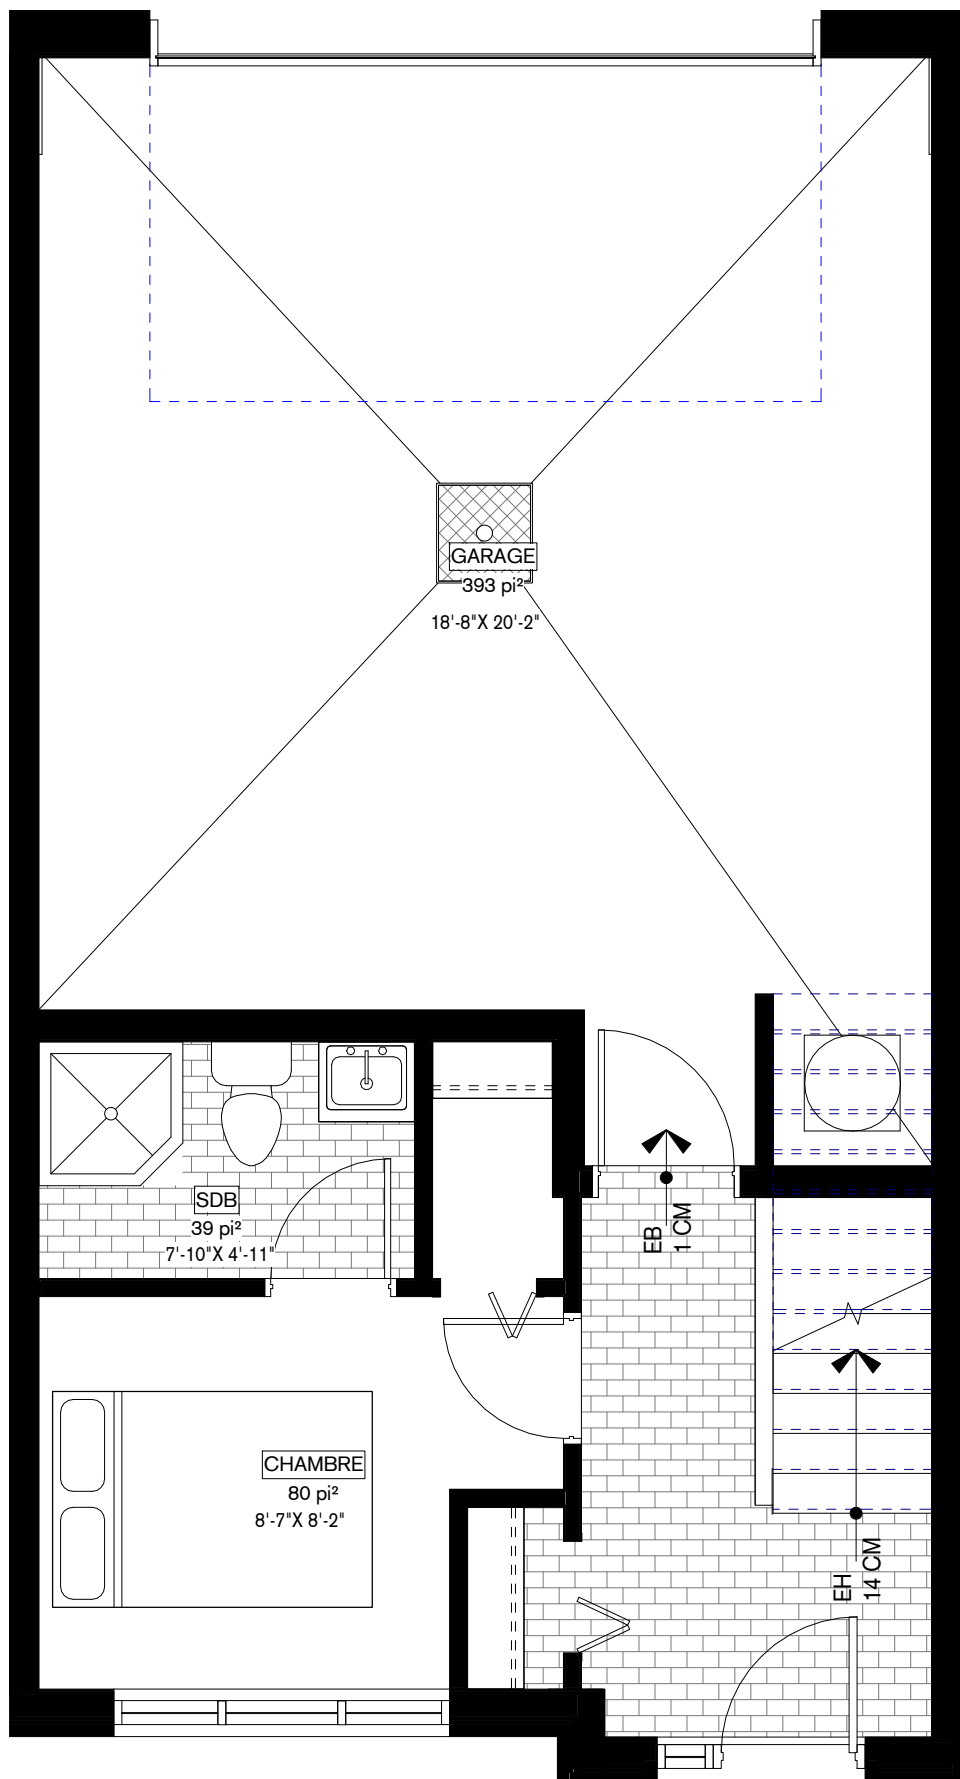 GARAGE
393 pi²
18'-8"X 20'-2"
SDB
39 pi²
7'-10"X 4'-11"
EB
1 CM
CHAMBRE
80 pi²
8'-7"X 8'-2"
EH
14 CM